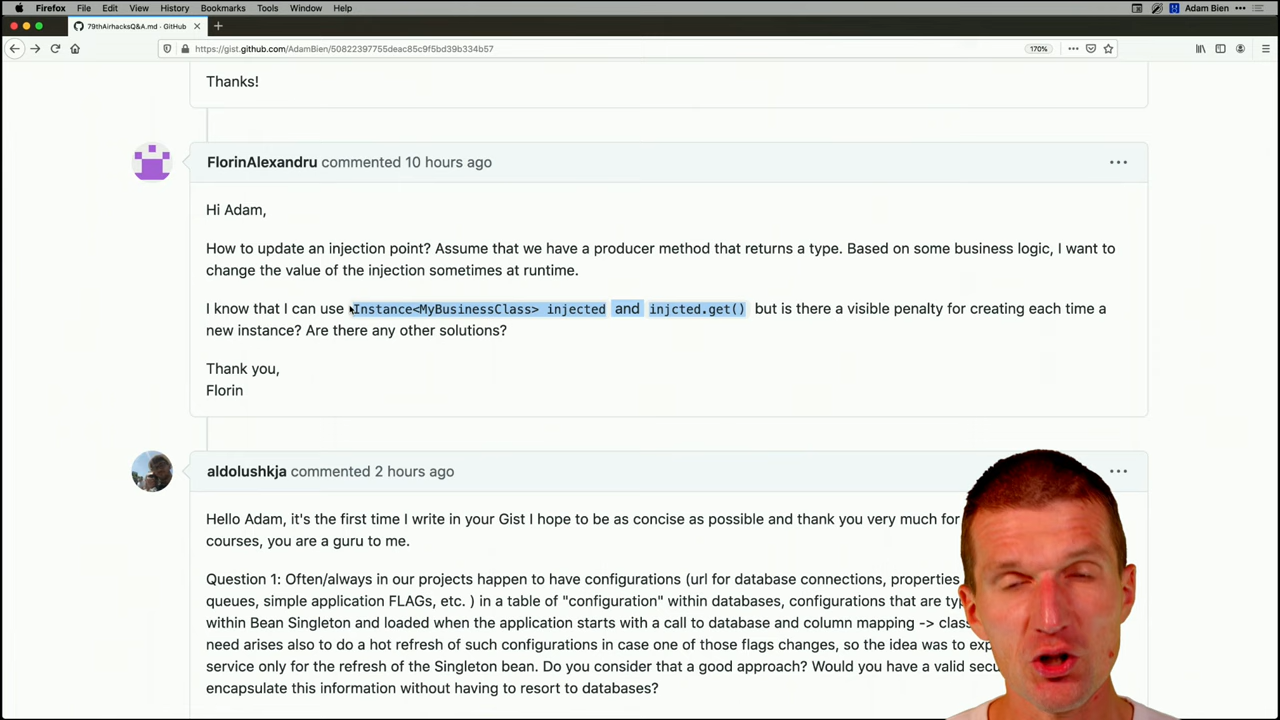 Firefox File Edit View History Bookmarks Tools Window Help Adam Bien
79thAirhacksQ&A.md · GitHub
https://gist.github.com/AdamBien/50822397755deac85c9f5bd39b334b57 170%
Thanks!
FlorinAlexandru commented 10 hours ago
Hi Adam,
How to update an injection point? Assume that we have a producer method that returns a type. Based on some business logic, I want to
change the value of the injection sometimes at runtime.
I know that I can use Instance<MyBusinessClass> injected and injcted.get() but is there a visible penalty for creating each time a
new instance? Are there any other solutions?
Thank you,
Florin
aldolushkja commented 2 hours ago
Hello Adam, it's the first time I write in your Gist I hope to be as concise as possible and thank you very much for
courses, you are a guru to me.
Question 1: Often/always in our projects happen to have configurations (url for database connections, properties
queues, simple application FLAGs, etc. ) in a table of "configuration" within databases, configurations that are
within Bean Singleton and loaded when the application starts with a call to database and column mapping ->
need arises also to do a hot refresh of such configurations in case one of those flags changes, so the idea was to
service only for the refresh of the Singleton bean. Do you consider that a good approach? Would you have a valid
encapsulate this information without having to resort to databases?